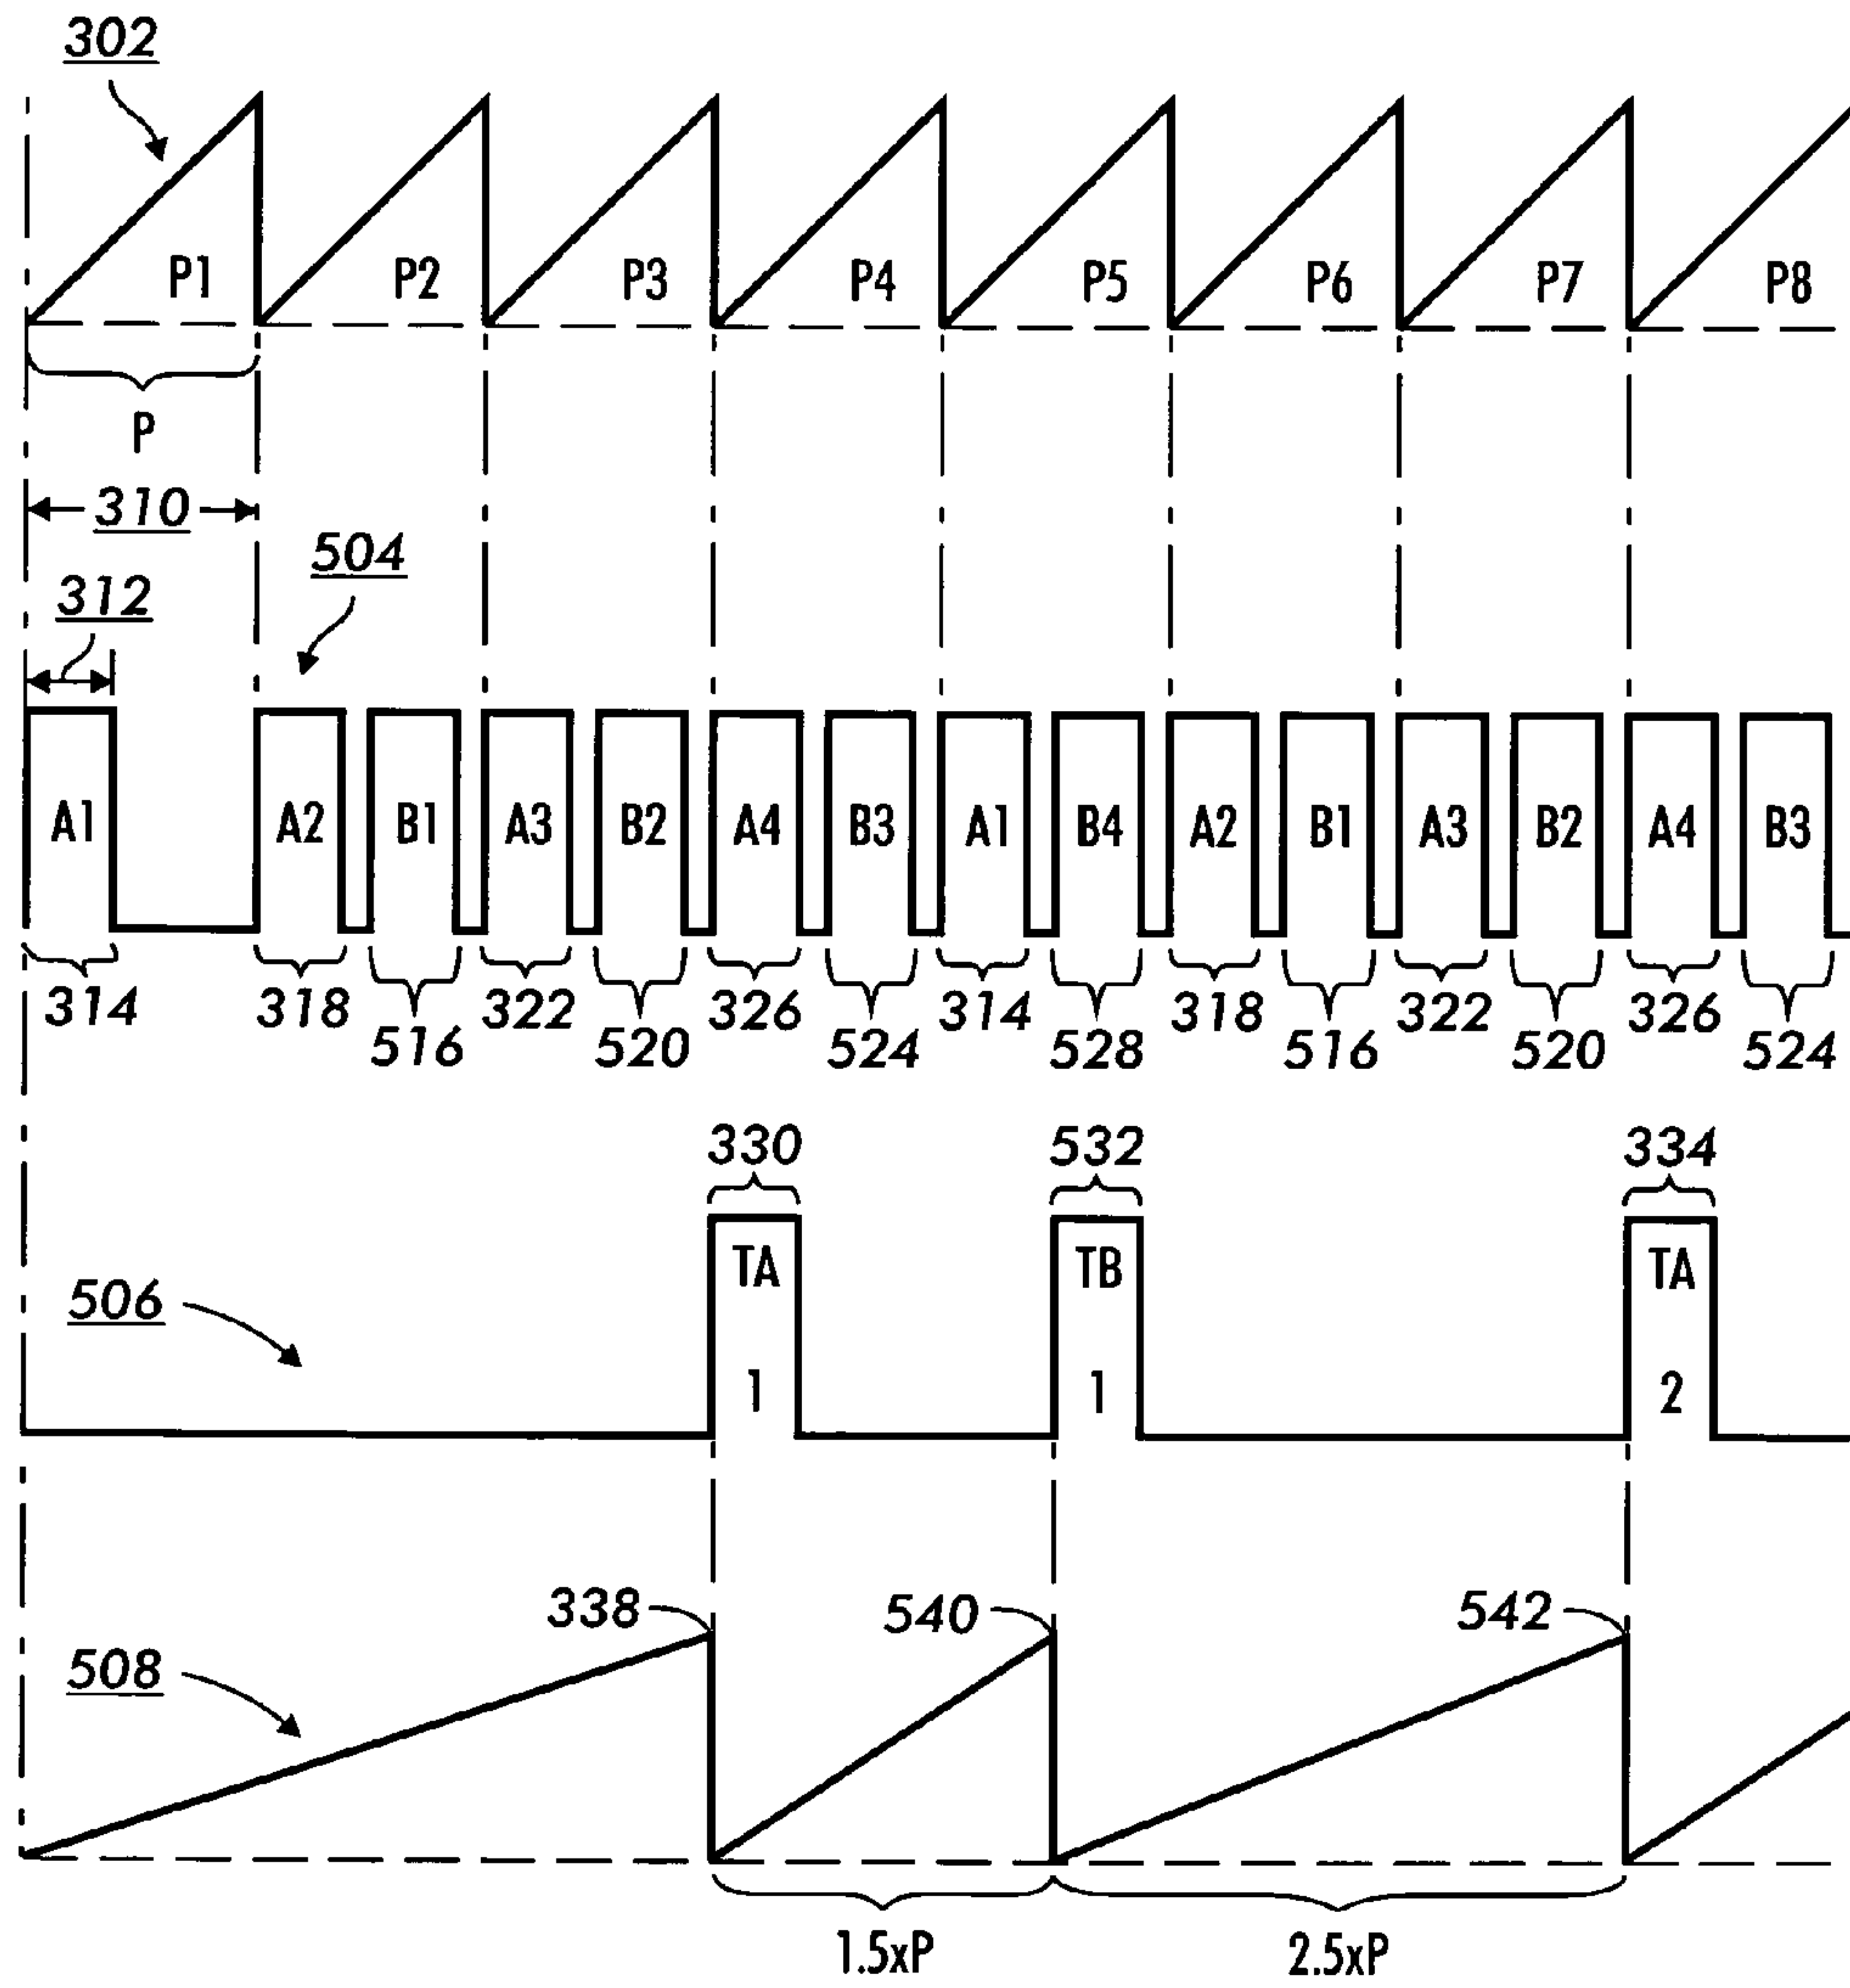 302
P1 P2 P3 P4 P5 P6 P7 P8
P
310
504
312
A1 A2 B1 A3 B2 A4 B3 A1 B4 A2 B1 A3 B2 A4 B3
314 318 322 326 314 318 322 326
516 520 524 528 516 520 524
330 532 334
TA TB TA
506
1 1 2
338 540 542
508
1.5xP 2.5xP